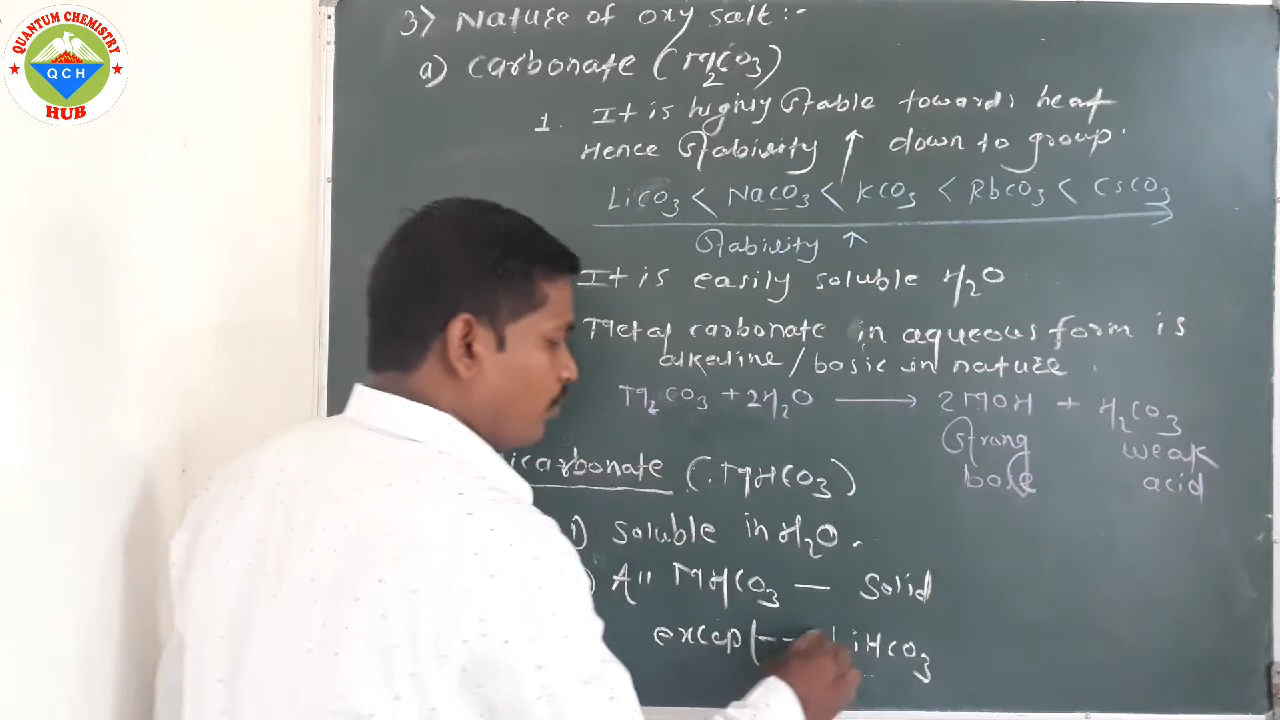 QUANTUM CHEMISTRY
QCH
HUB
3) Nature of oxy salt :-
a) carbonate (M2CO3)
1. It is highly stable towards heat
Hence stability ↑ down to group.
LiCO3 < NaCO3 < KCO3 < RbCO3 < CsCO3
Stability ↑
It is easily soluble H2O
Metal carbonate in aqueous form is
alkeline/basic in nature.
M2CO3 + 2H2O → 2MOH + H2CO3
Strong weak
base acid
icarbonate (MHCO3)
i) Soluble in H2O.
) All MHCO3 — Solid
except -- LiHCO3